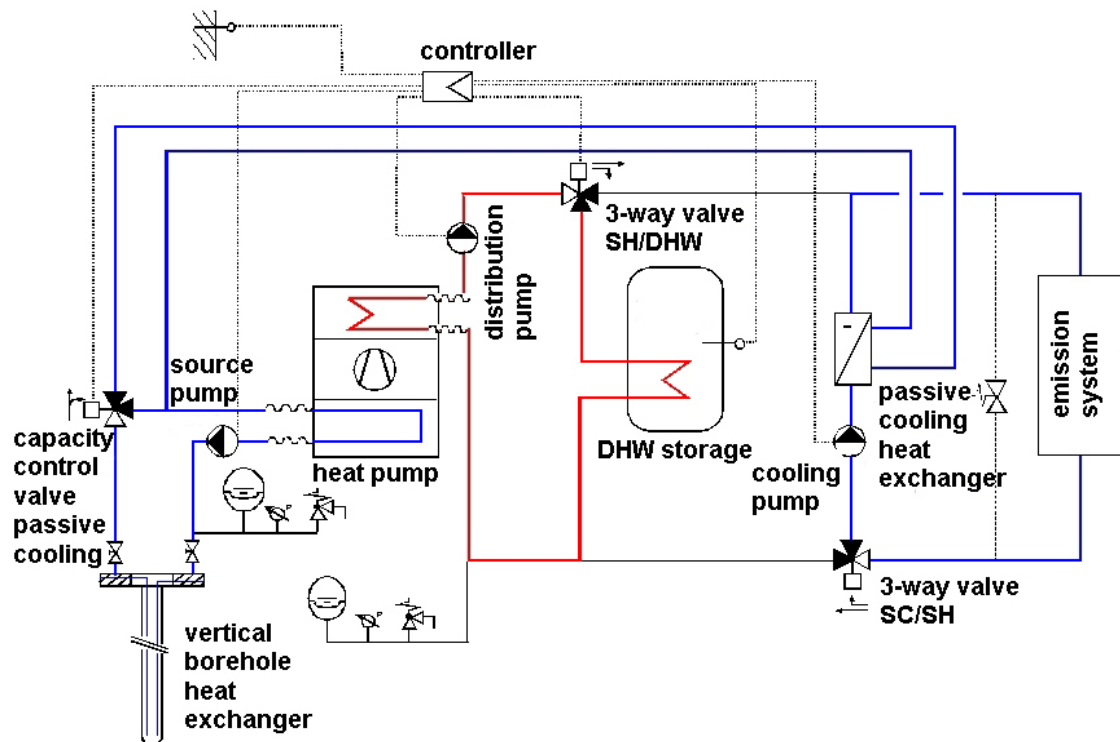 controller
3-way valve
SH/DHW
distribution
pump
source
pump
heat pump
DHW storage
capacity
control
valve
passive
cooling
cooling
pump
passive
cooling
heat
exchanger
emission
system
3-way valve
SC/SH
vertical
borehole
heat
exchanger